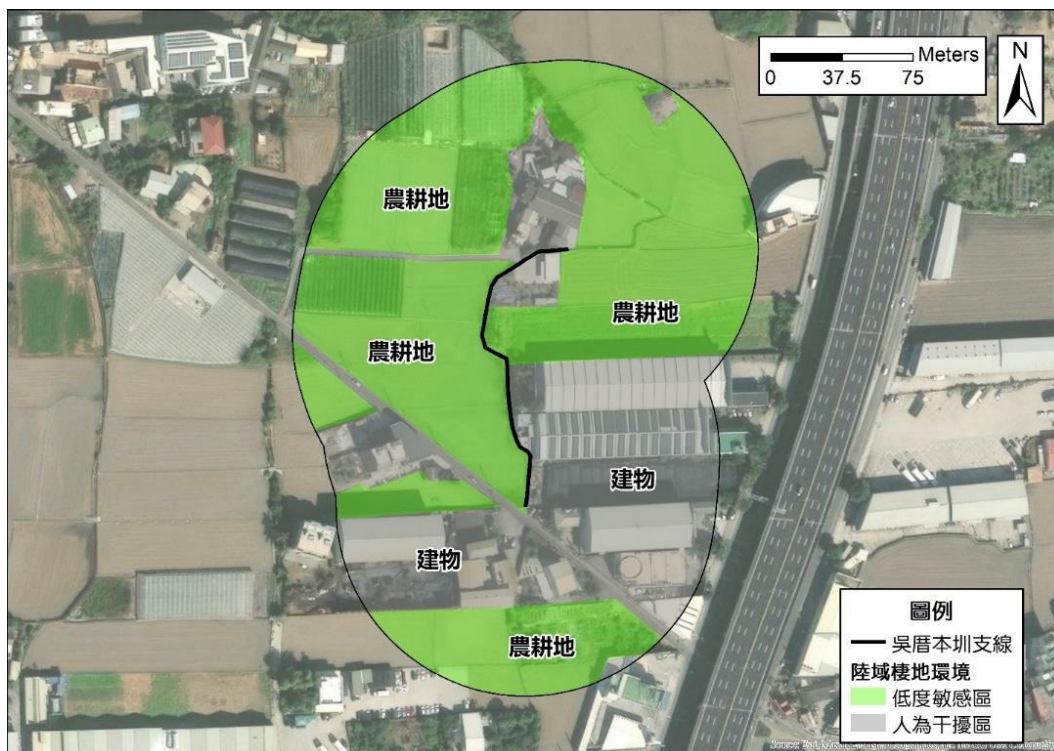 Meters
0 37.5 75
N
農耕地
農耕地
農耕地
建物
建物
農耕地
圖例
吳厝本圳支線
陸域棲地環境
低度敏感區
人為干擾區